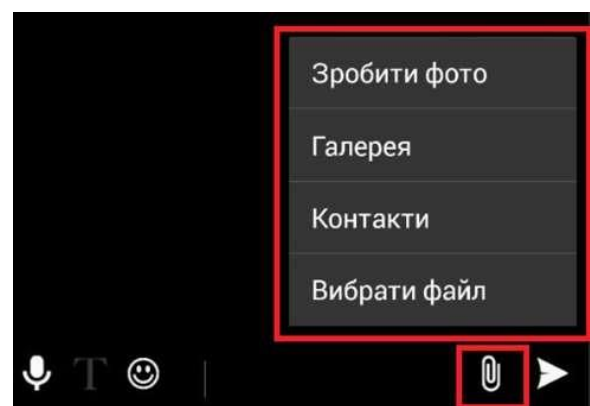 Зробити фото
Галерея
Контакти
Вибрати файл
T